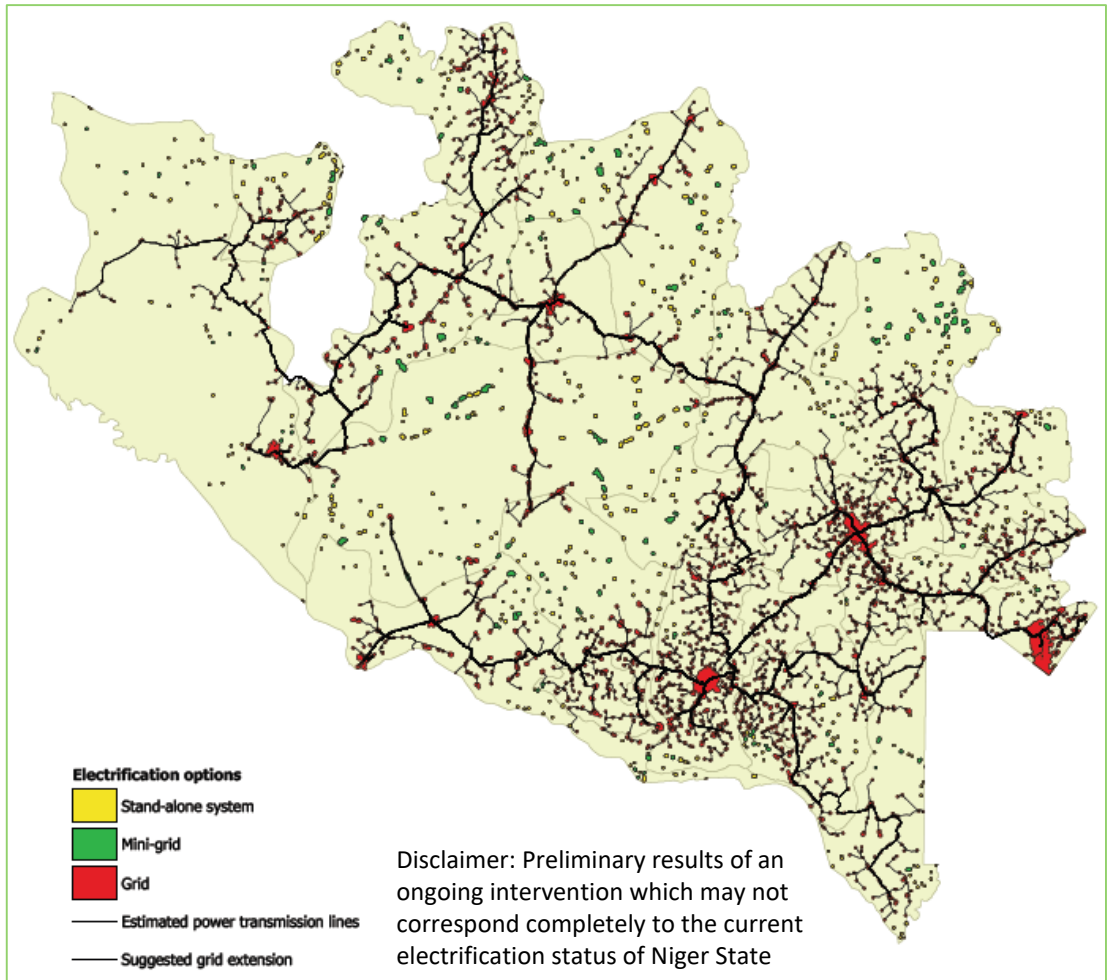 Electrification options
Stand-alone system
Mini-grid
Grid
Estimated power transmission lines
Suggested grid extension
Disclaimer: Preliminary results of an
ongoing intervention which may not
correspond completely to the current
electrification status of Niger State